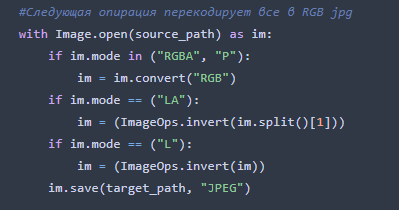 #Следующая опирация перекодирует все в RGB jpg
with Image.open(source_path) as im:
    if im.mode in ("RGBA", "P"):
        im = im.convert("RGB")
    if im.mode == ("LA"):
        im = (ImageOps.invert(im.split()[1]))
    if im.mode == ("L"):
        im = (ImageOps.invert(im))
    im.save(target_path, "JPEG")